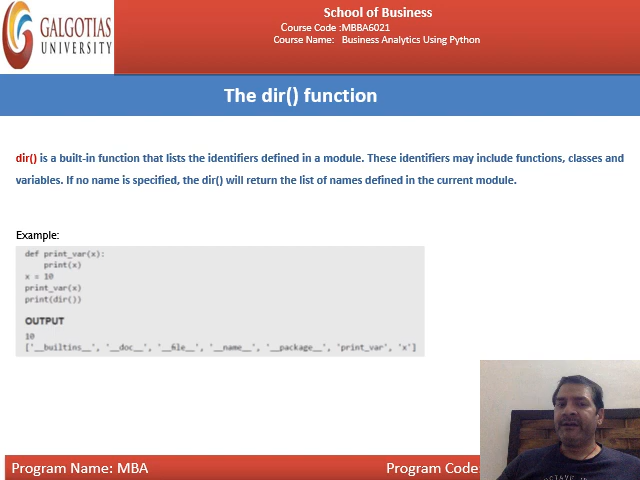 GALGOTIAS
UNIVERSITY
School of Business
Course Code :MBBA6021
Course Name: Business Analytics Using Python
The dir() function
dir() is a built-in function that lists the identifiers defined in a module. These identifiers may include functions, classes and
variables. If no name is specified, the dir() will return the list of names defined in the current module.
Example:
def print_var(x):
    print(x)
x = 10
print_var(x)
print(dir())
OUTPUT
10
['__builtins__', '__doc__', '__file__', '__name__', '__package__', 'print_var', 'x']
Program Name: MBA
Program Code: